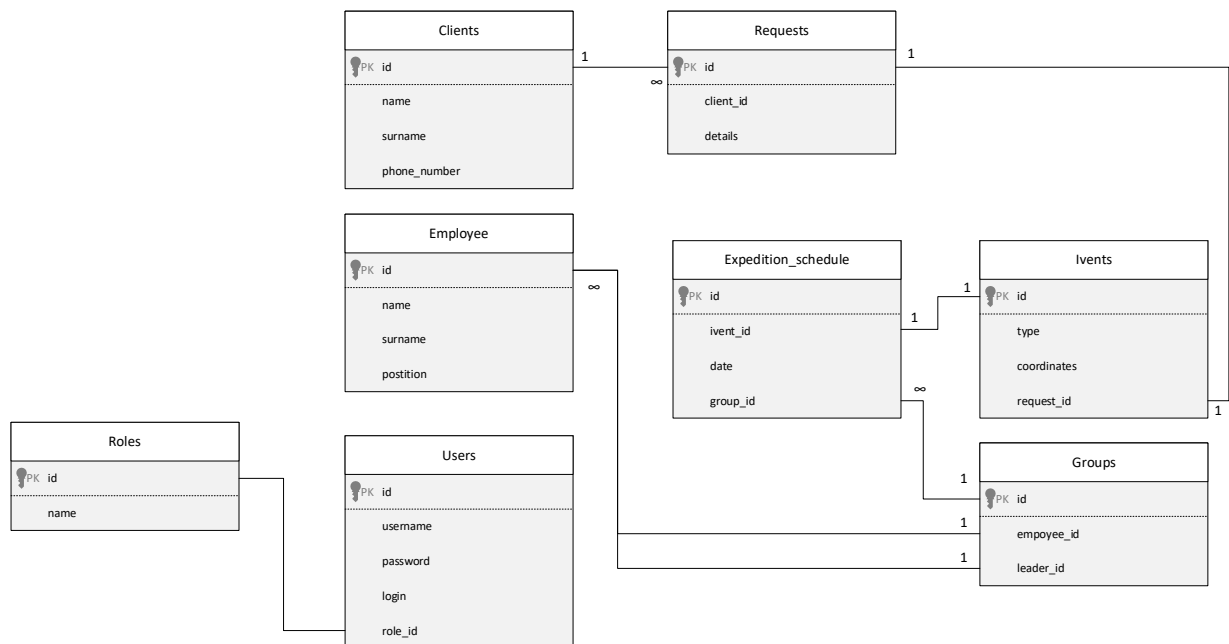 Clients
PK id
name
surname
phone_number
1
∞
Requests
PK id
client_id
details
1
Employee
PK id
name
surname
postition
∞
Expedition_schedule
PK id
ivent_id
date
group_id
1
1
∞
1
Ivents
PK id
type
coordinates
request_id
1
Roles
PK id
name
Users
PK id
username
password
login
role_id
Groups
PK id
empoyee_id
leader_id
1
1